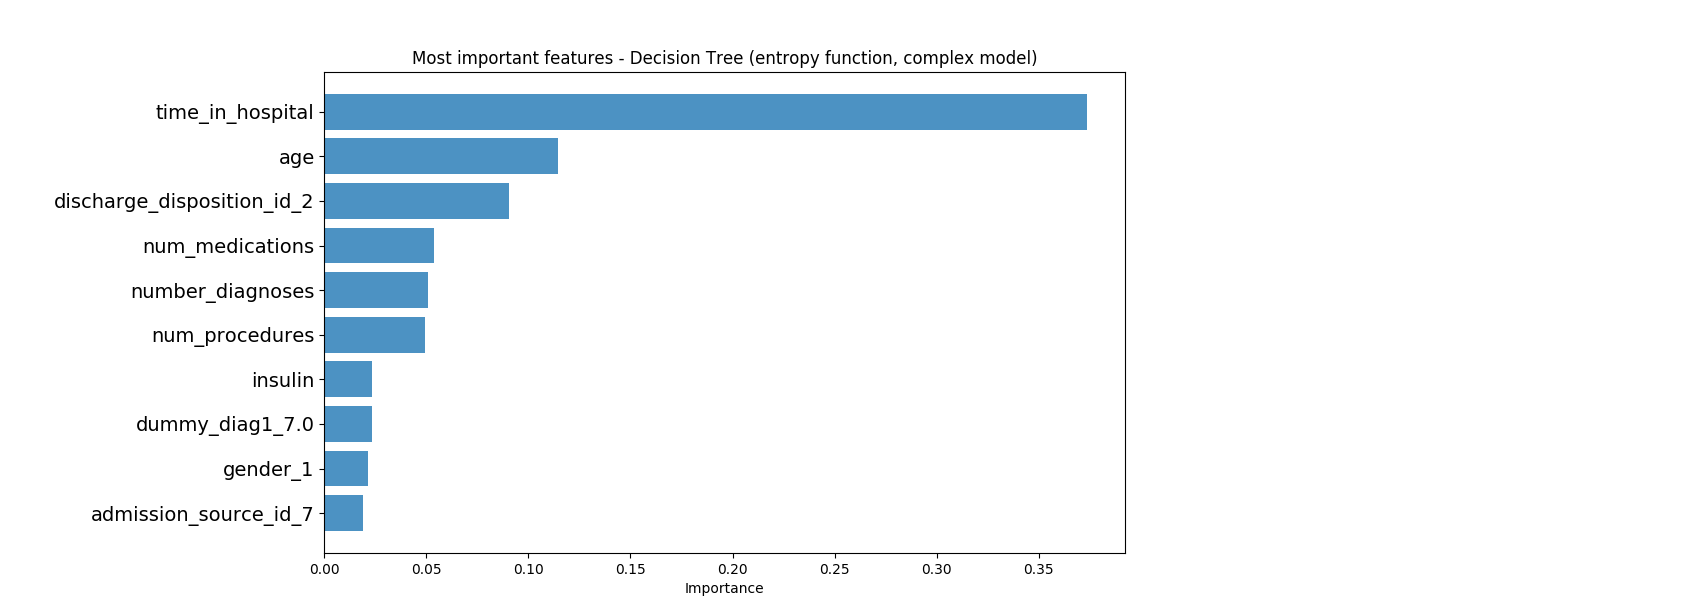 Most important features - Decision Tree (entropy function, complex model)
time_in_hospital
age
discharge_disposition_id_2
num_medications
number_diagnoses
num_procedures
insulin
dummy_diag1_7.0
gender_1
admission_source_id_7
0.00 0.05 0.10 0.15 0.20 0.25 0.30 0.35
Importance